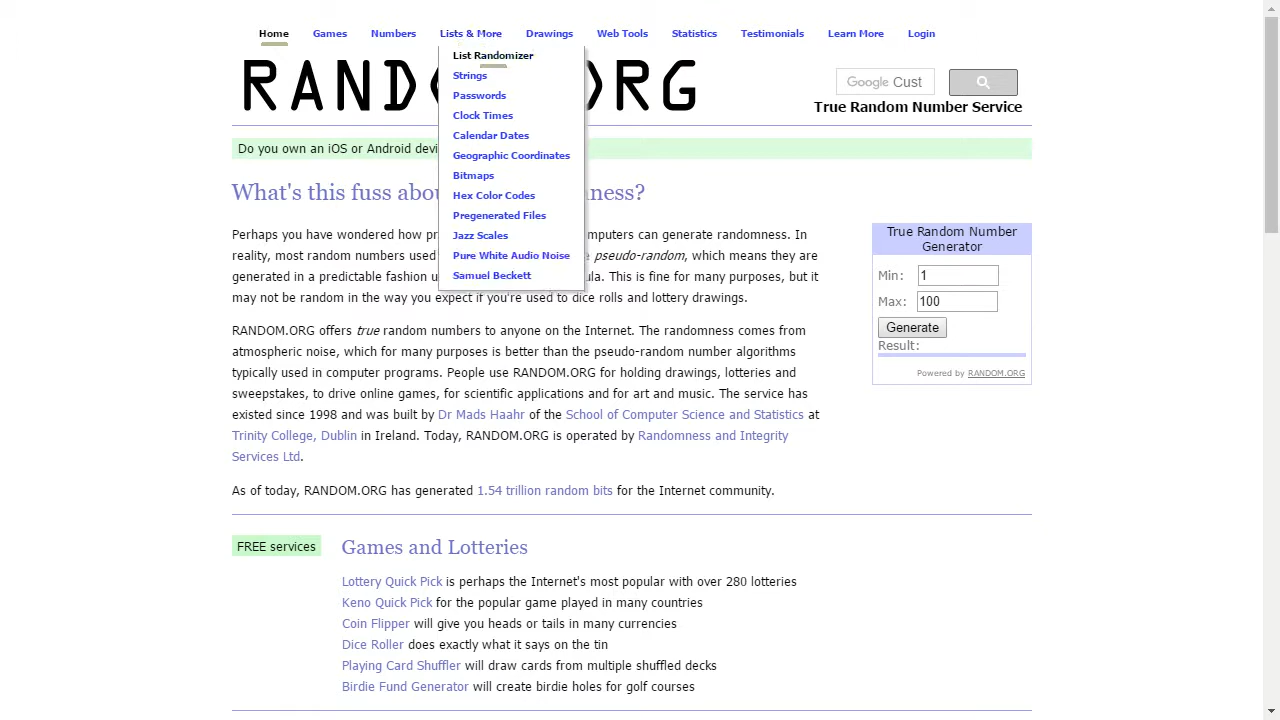 Home Games Numbers Lists & More Drawings Web Tools Statistics Testimonials Learn More Login
List Randomizer
Strings
Passwords
Clock Times
Calendar Dates
Geographic Coordinates
Bitmaps
Hex Color Codes
Pregenerated Files
Jazz Scales
Pure White Audio Noise
Samuel Beckett
RAND RG
Google Cust
True Random Number Service
Do you own an iOS or Android devi
What's this fuss abou ness?
Perhaps you have wondered how pr mputers can generate randomness. In
reality, most random numbers used pseudo-random, which means they are
generated in a predictable fashion u la. This is fine for many purposes, but it
may not be random in the way you expect if you're used to dice rolls and lottery drawings.
RANDOM.ORG offers true random numbers to anyone on the Internet. The randomness comes from
atmospheric noise, which for many purposes is better than the pseudo-random number algorithms
typically used in computer programs. People use RANDOM.ORG for holding drawings, lotteries and
sweepstakes, to drive online games, for scientific applications and for art and music. The service has
existed since 1998 and was built by Dr Mads Haahr of the School of Computer Science and Statistics at
Trinity College, Dublin in Ireland. Today, RANDOM.ORG is operated by Randomness and Integrity
Services Ltd.
As of today, RANDOM.ORG has generated 1.54 trillion random bits for the Internet community.
True Random Number
Generator
Min: 1
Max: 100
Generate
Result:
Powered by RANDOM.ORG
FREE services
Games and Lotteries
Lottery Quick Pick is perhaps the Internet's most popular with over 280 lotteries
Keno Quick Pick for the popular game played in many countries
Coin Flipper will give you heads or tails in many currencies
Dice Roller does exactly what it says on the tin
Playing Card Shuffler will draw cards from multiple shuffled decks
Birdie Fund Generator will create birdie holes for golf courses